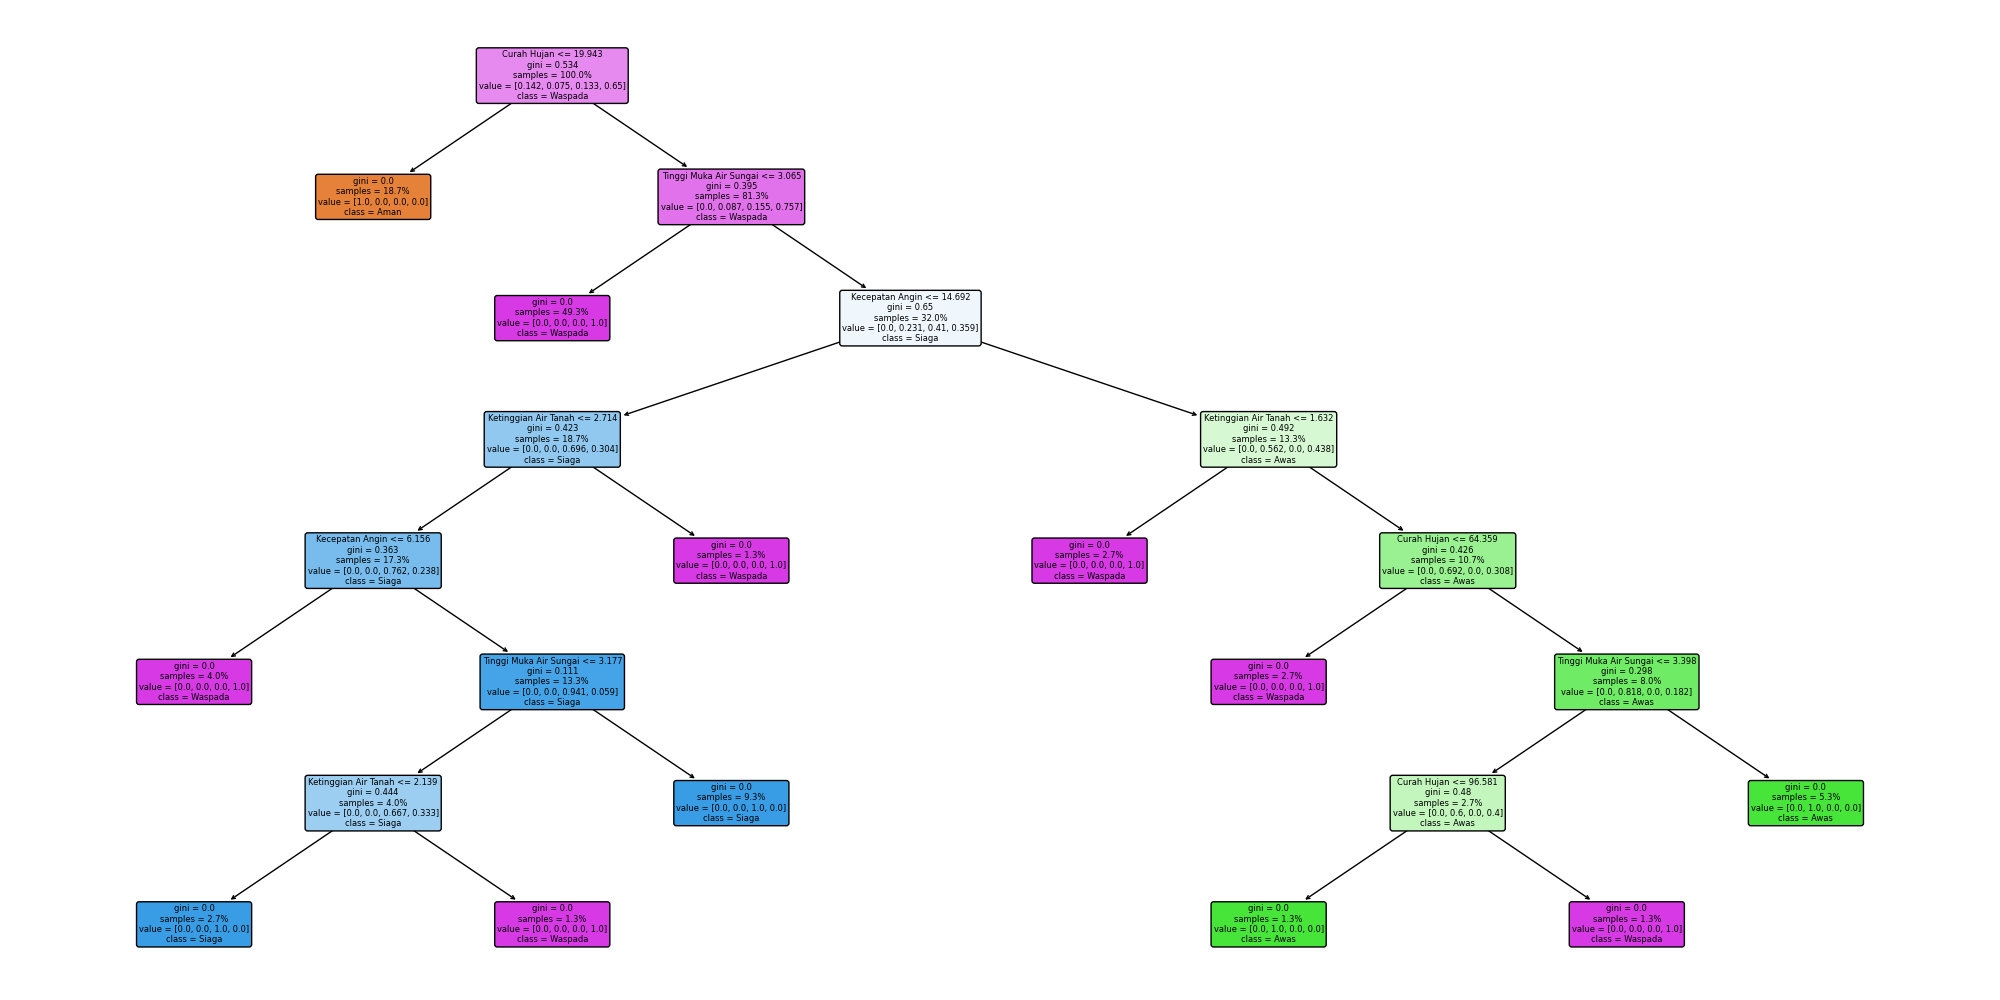 Curah Hujan <= 19.943
gini = 0.534
samples = 100.0%
value = [0.142, 0.075, 0.133, 0.65]
class = Waspada
gini = 0.0
samples = 18.7%
value = [1.0, 0.0, 0.0, 0.0]
class = Aman
Tinggi Muka Air Sungai <= 3.065
gini = 0.395
samples = 81.3%
value = [0.0, 0.087, 0.155, 0.757]
class = Waspada
gini = 0.0
samples = 49.3%
value = [0.0, 0.0, 0.0, 1.0]
class = Waspada
Kecepatan Angin <= 14.692
gini = 0.65
samples = 32.0%
value = [0.0, 0.231, 0.41, 0.359]
class = Siaga
Ketinggian Air Tanah <= 2.714
gini = 0.423
samples = 18.7%
value = [0.0, 0.0, 0.696, 0.304]
class = Siaga
Ketinggian Air Tanah <= 1.632
gini = 0.492
samples = 13.3%
value = [0.0, 0.562, 0.0, 0.438]
class = Awas
Kecepatan Angin <= 6.156
gini = 0.363
samples = 17.3%
value = [0.0, 0.0, 0.762, 0.238]
class = Siaga
gini = 0.0
samples = 1.3%
value = [0.0, 0.0, 0.0, 1.0]
class = Waspada
gini = 0.0
samples = 2.7%
value = [0.0, 0.0, 0.0, 1.0]
class = Waspada
Curah Hujan <= 64.359
gini = 0.426
samples = 10.7%
value = [0.0, 0.692, 0.0, 0.308]
class = Awas
gini = 0.0
samples = 4.0%
value = [0.0, 0.0, 0.0, 1.0]
class = Waspada
Tinggi Muka Air Sungai <= 3.177
gini = 0.111
samples = 13.3%
value = [0.0, 0.0, 0.941, 0.059]
class = Siaga
gini = 0.0
samples = 2.7%
value = [0.0, 0.0, 0.0, 1.0]
class = Waspada
Tinggi Muka Air Sungai <= 3.398
gini = 0.298
samples = 8.0%
value = [0.0, 0.818, 0.0, 0.182]
class = Awas
Ketinggian Air Tanah <= 2.139
gini = 0.444
samples = 4.0%
value = [0.0, 0.0, 0.667, 0.333]
class = Siaga
gini = 0.0
samples = 9.3%
value = [0.0, 0.0, 1.0, 0.0]
class = Siaga
Curah Hujan <= 96.581
gini = 0.48
samples = 2.7%
value = [0.0, 0.6, 0.0, 0.4]
class = Awas
gini = 0.0
samples = 5.3%
value = [0.0, 1.0, 0.0, 0.0]
class = Awas
gini = 0.0
samples = 2.7%
value = [0.0, 0.0, 1.0, 0.0]
class = Siaga
gini = 0.0
samples = 1.3%
value = [0.0, 0.0, 0.0, 1.0]
class = Waspada
gini = 0.0
samples = 1.3%
value = [0.0, 1.0, 0.0, 0.0]
class = Awas
gini = 0.0
samples = 1.3%
value = [0.0, 0.0, 0.0, 1.0]
class = Waspada